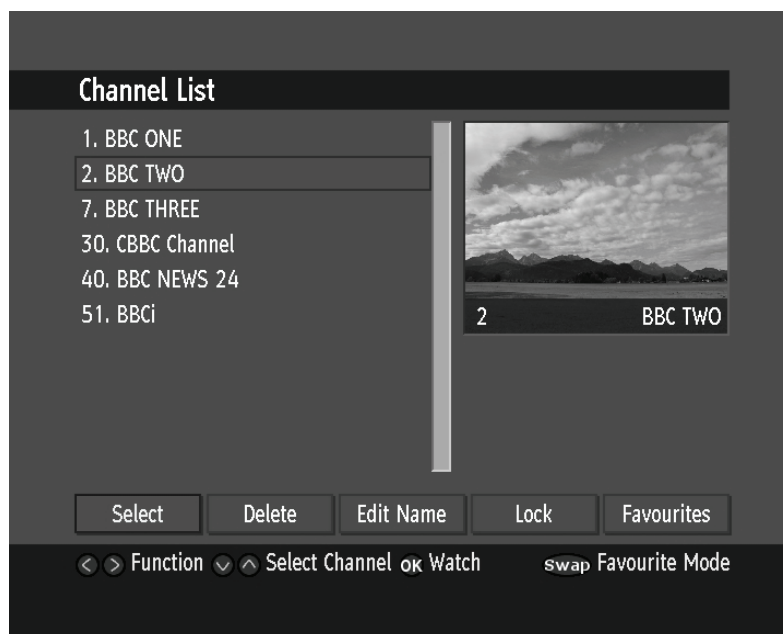 Channel List
1. BBC ONE
2. BBC TWO
7. BBC THREE
30. CBBC Channel
40. BBC NEWS 24
51. BBCi
2 BBC TWO
Select Delete Edit Name Lock Favourites
Function Select Channel OK Watch Swap Favourite Mode